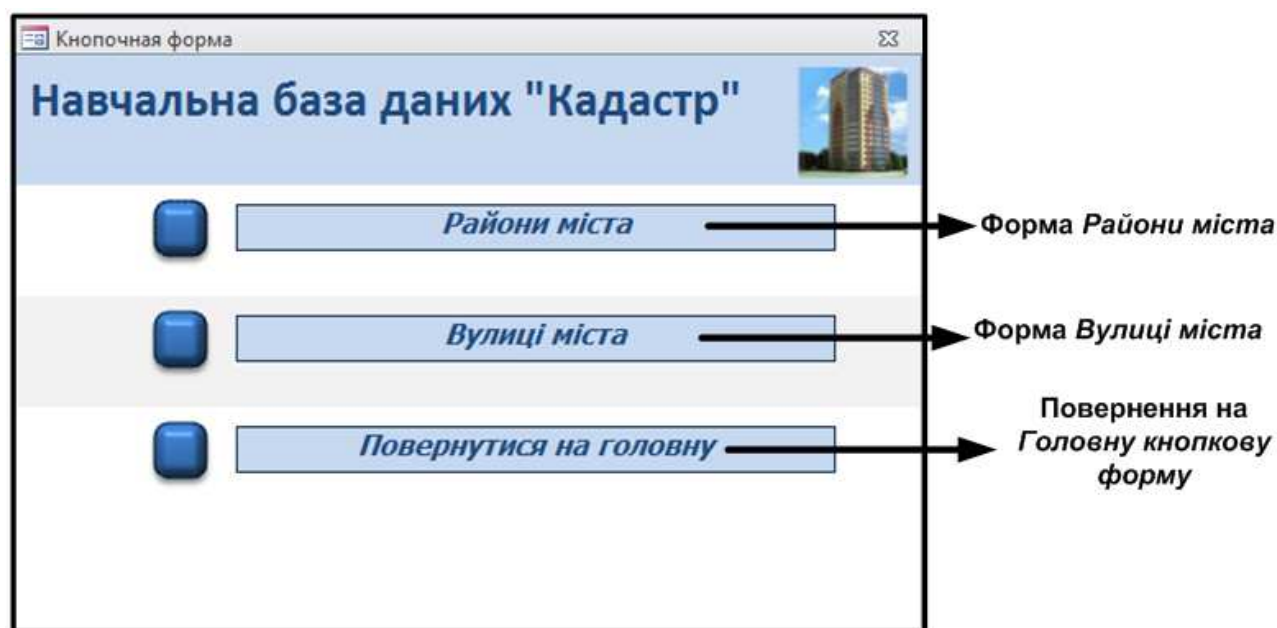 Кнопочная форма
Навчальна база даних "Кадастр"
Райони міста
Форма Райони міста
Вулиці міста
Форма Вулиці міста
Повернутися на головну
Повернення на
Головну кнопкову
форму